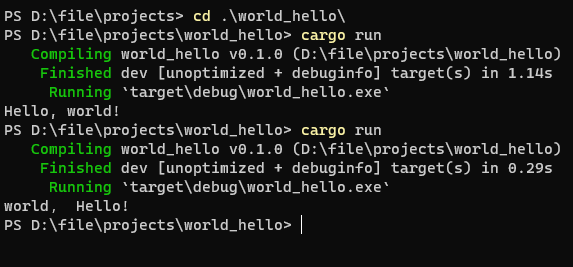 PS D:\file\projects> cd .\world_hello\
PS D:\file\projects\world_hello> cargo run
   Compiling world_hello v0.1.0 (D:\file\projects\world_hello)
    Finished dev [unoptimized + debuginfo] target(s) in 1.14s
     Running `target\debug\world_hello.exe`
Hello, world!
PS D:\file\projects\world_hello> cargo run
   Compiling world_hello v0.1.0 (D:\file\projects\world_hello)
    Finished dev [unoptimized + debuginfo] target(s) in 0.29s
     Running `target\debug\world_hello.exe`
world,  Hello!
PS D:\file\projects\world_hello>